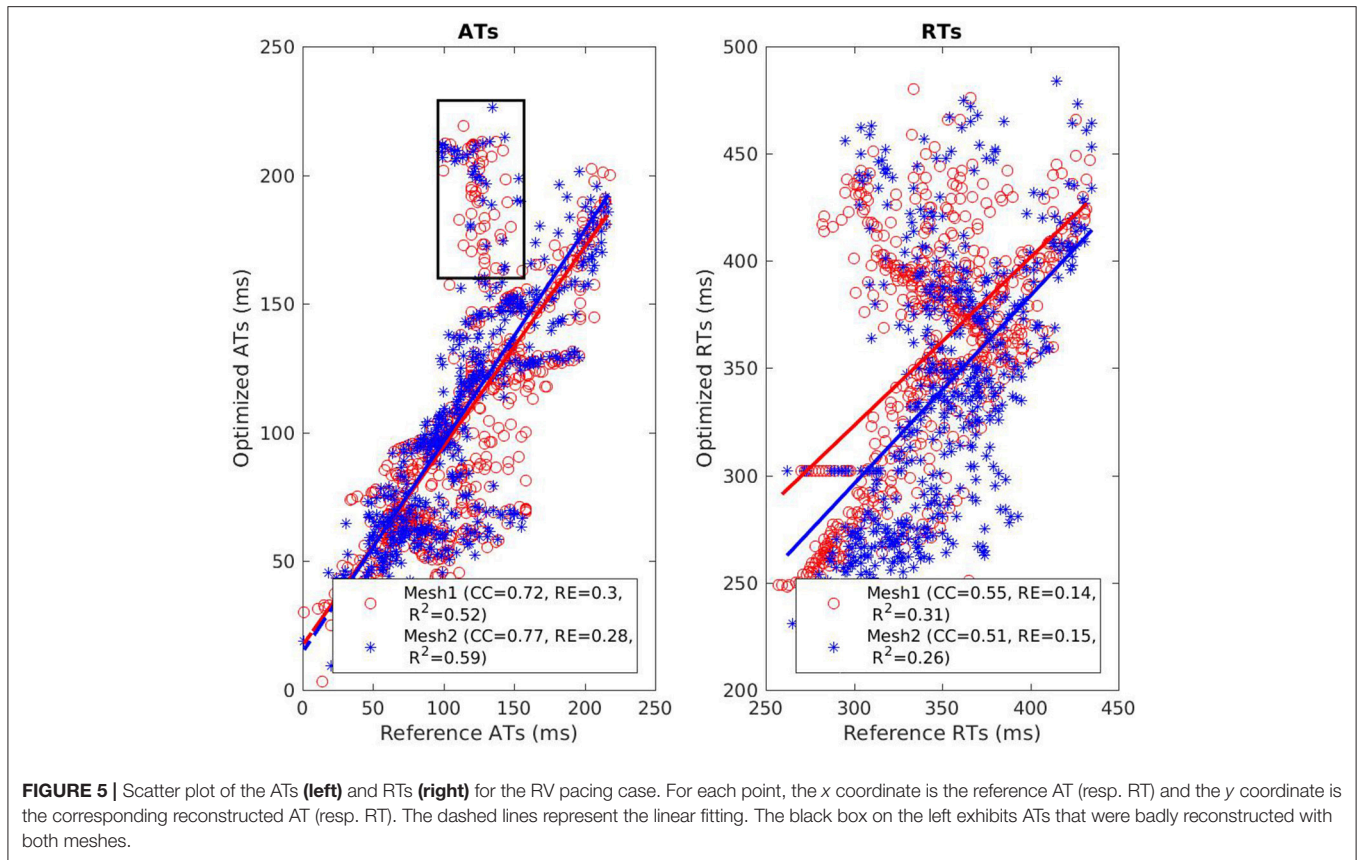 ATs
250
200
150
100
50
0
Optimized ATs (ms)
0 50 100 150 200 250
Reference ATs (ms)
Mesh1 (CC=0.72, RE=0.3,
R²=0.52)
Mesh2 (CC=0.77, RE=0.28,
R²=0.59)
RTs
500
450
400
350
300
250
200
Optimized RTs (ms)
250 300 350 400 450
Reference RTs (ms)
Mesh1 (CC=0.55, RE=0.14,
R²=0.31)
Mesh2 (CC=0.51, RE=0.15,
R²=0.26)
FIGURE 5 | Scatter plot of the ATs (left) and RTs (right) for the RV pacing case. For each point, the x coordinate is the reference AT (resp. RT) and the y coordinate is
the corresponding reconstructed AT (resp. RT). The dashed lines represent the linear fitting. The black box on the left exhibits ATs that were badly reconstructed with
both meshes.